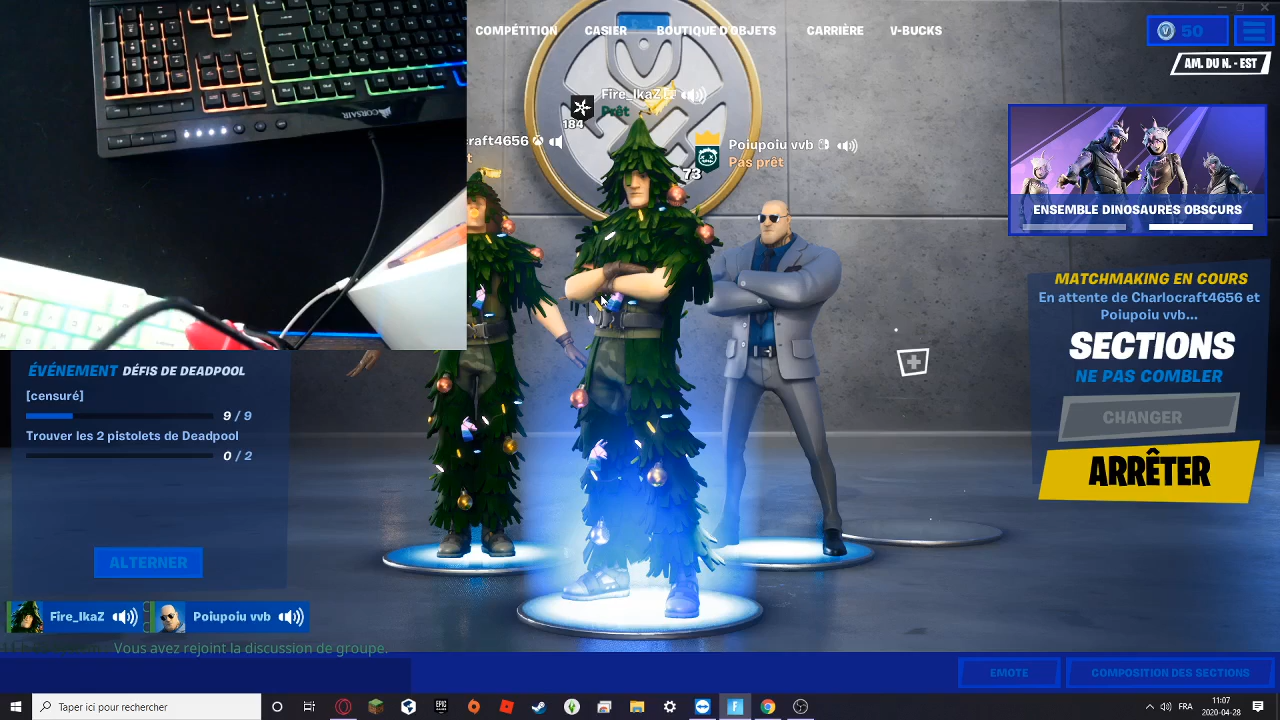 CORSAIR
COMPÉTITION CASIER BOUTIQUE D'OBJETS CARRIÈRE V-BUCKS
50
AM. DU N. - EST
Fire_IkaZ
Prêt
184
craft4656
t
Poiupoiu vvb
Pas prêt
73
ENSEMBLE DINOSAURES OBSCURS
MATCHMAKING EN COURS
En attente de Charlocraft4656 et
Poiupoiu vvb...
SECTIONS
NE PAS COMBLER
CHANGER
ARRÊTER
ÉVÉNEMENT DÉFIS DE DEADPOOL
[censuré]
9 / 9
Trouver les 2 pistolets de Deadpool
0 / 2
ALTERNER
Fire_IkaZ Poiupoiu vvb
Vous avez rejoint la discussion de groupe.
EMOTE COMPOSITION DES SECTIONS
Taper ici pour rechercher
EPIC
FRA
11:07
2020-04-28